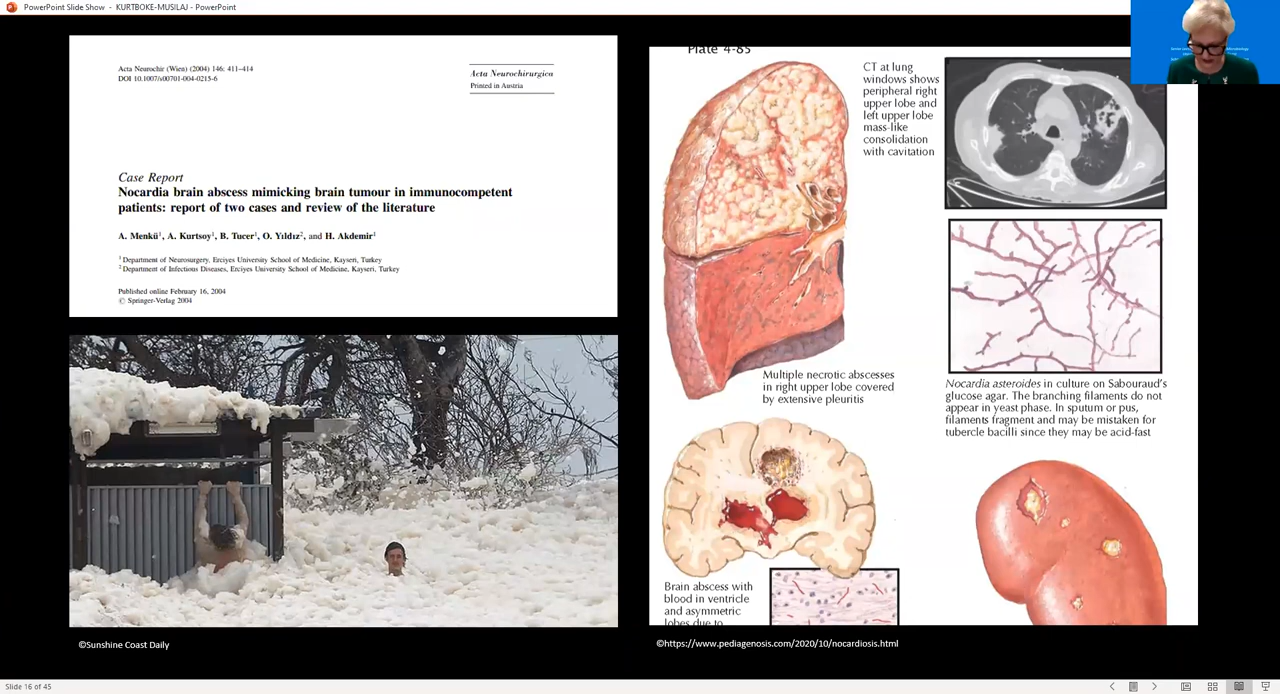 PowerPoint Slide Show - KURTBOKE-MUSILAJ - PowerPoint
Acta Neurochir (Wien) (2004) 146: 411–414
DOI 10.1007/s00701-004-0215-6
Acta Neurochirurgica
Printed in Austria
Case Report
Nocardia brain abscess mimicking brain tumour in immunocompetent
patients: report of two cases and review of the literature
A. Menkü¹, A. Kurtsoy¹, B. Tucer¹, O. Yıldız², and H. Akdemir¹
¹ Department of Neurosurgery, Erciyes University School of Medicine, Kayseri, Turkey
² Department of Infectious Diseases, Erciyes University School of Medicine, Kayseri, Turkey
Published online February 16, 2004
© Springer-Verlag 2004
©Sunshine Coast Daily
Plate 4-85
CT at lung
windows shows
peripheral right
upper lobe and
left upper lobe
mass-like
consolidation
with cavitation
Multiple necrotic abscesses
in right upper lobe covered
by extensive pleuritis
Nocardia asteroides in culture on Sabouraud's
glucose agar. The branching filaments do not
appear in yeast phase. In sputum or pus,
filaments fragment and may be mistaken for
tubercle bacilli since they may be acid-fast
Brain abscess with
blood in ventricle
and asymmetric
lobes due to
©https://www.pediagenosis.com/2020/10/nocardiosis.html
Slide 16 of 45